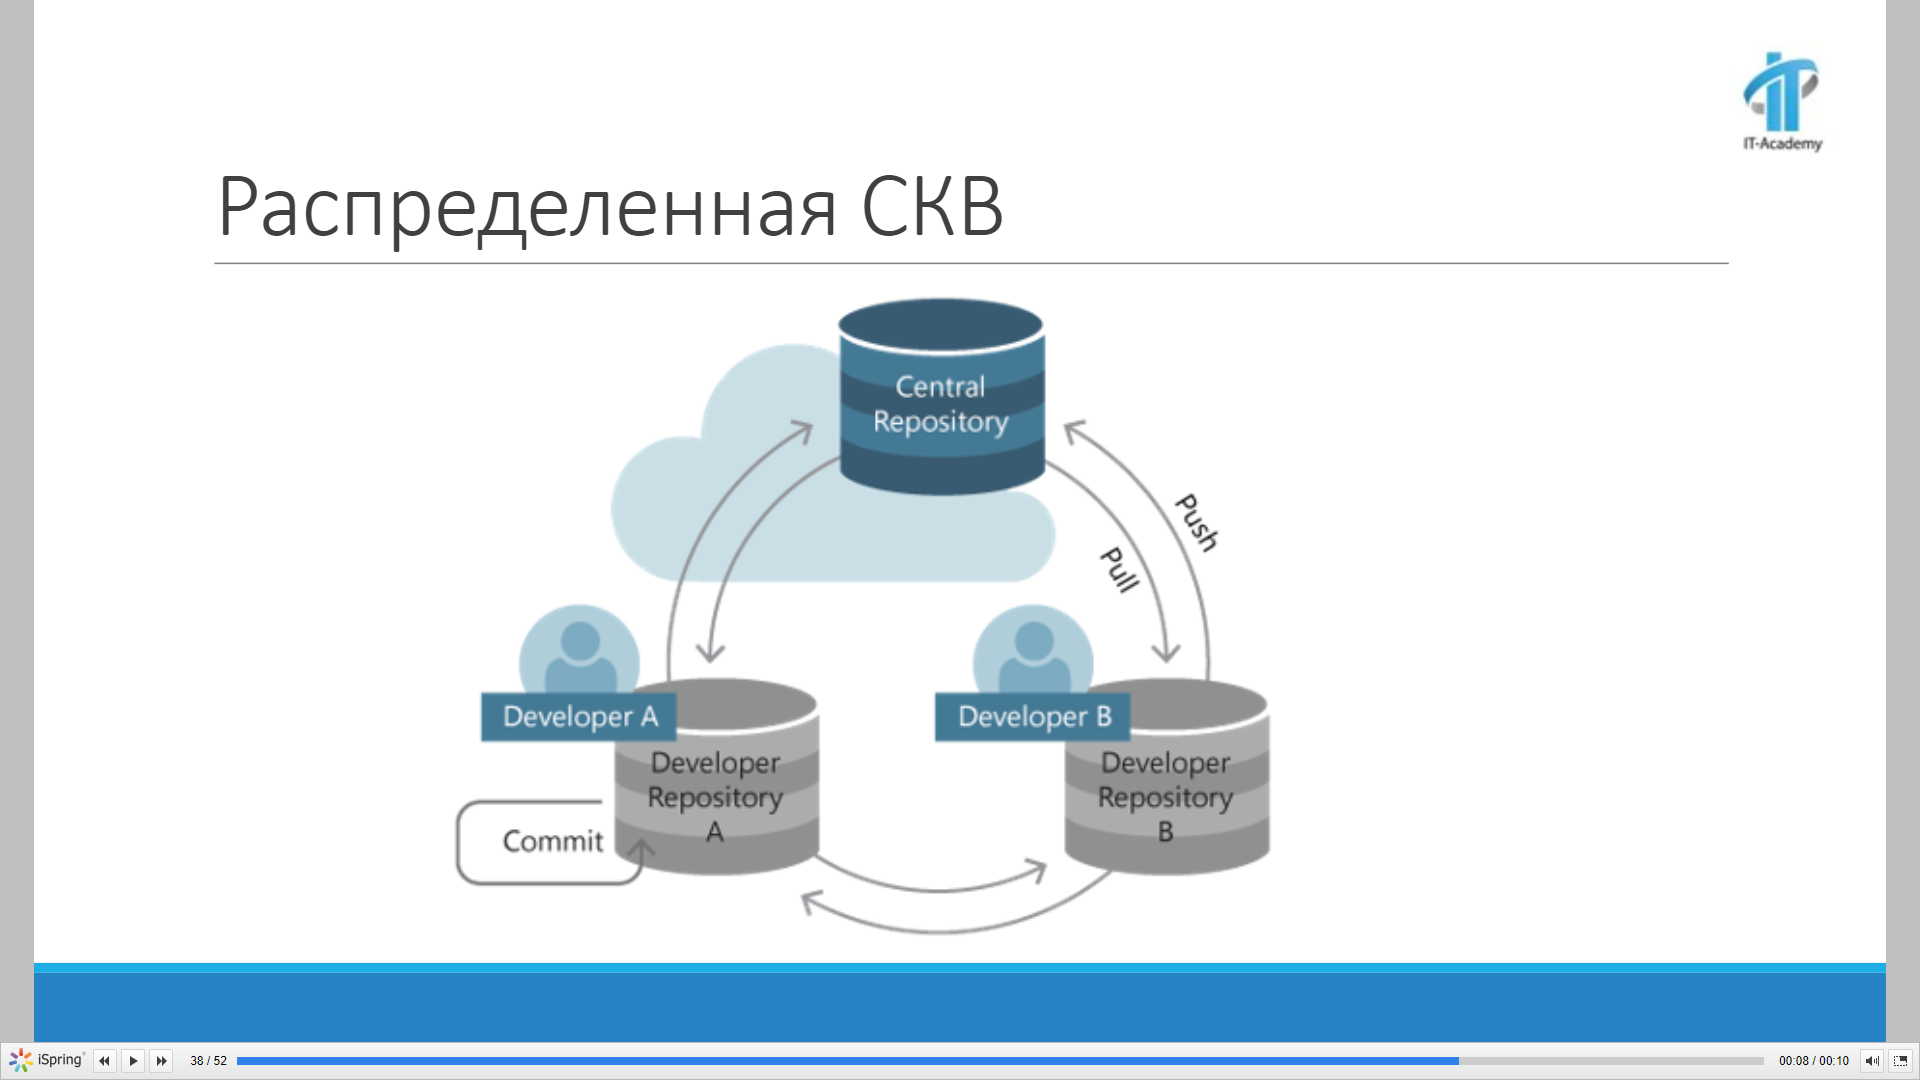 IT-Academy
Распределенная СКВ
Central
Repository
Push
Pull
Developer A
Developer B
Developer
Repository
A
Developer
Repository
B
Commit
iSpring
38 / 52
00:08 / 00:10